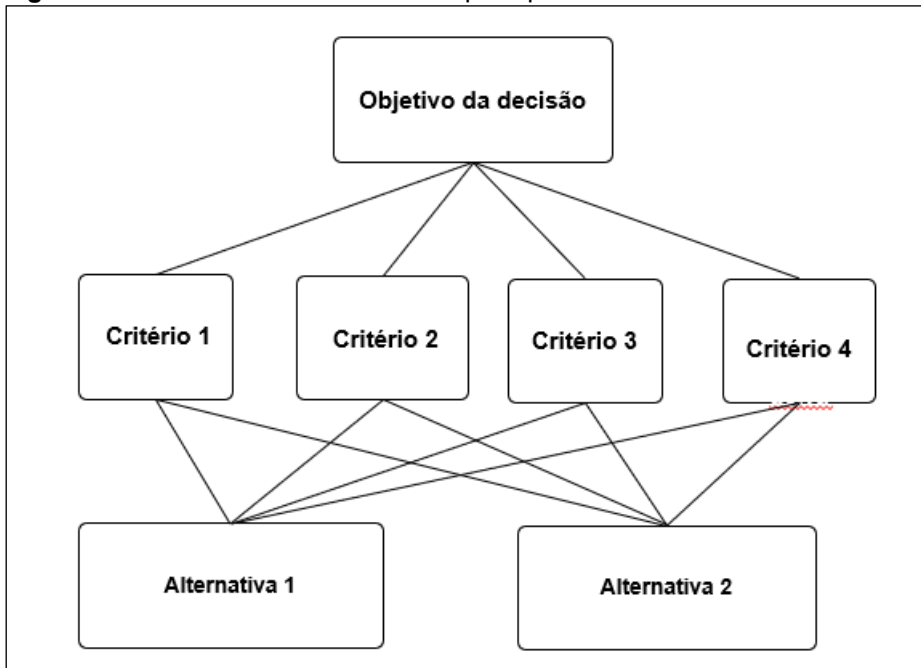 Objetivo da decisão
Critério 1
Critério 2
Critério 3
Critério 4
Alternativa 1
Alternativa 2